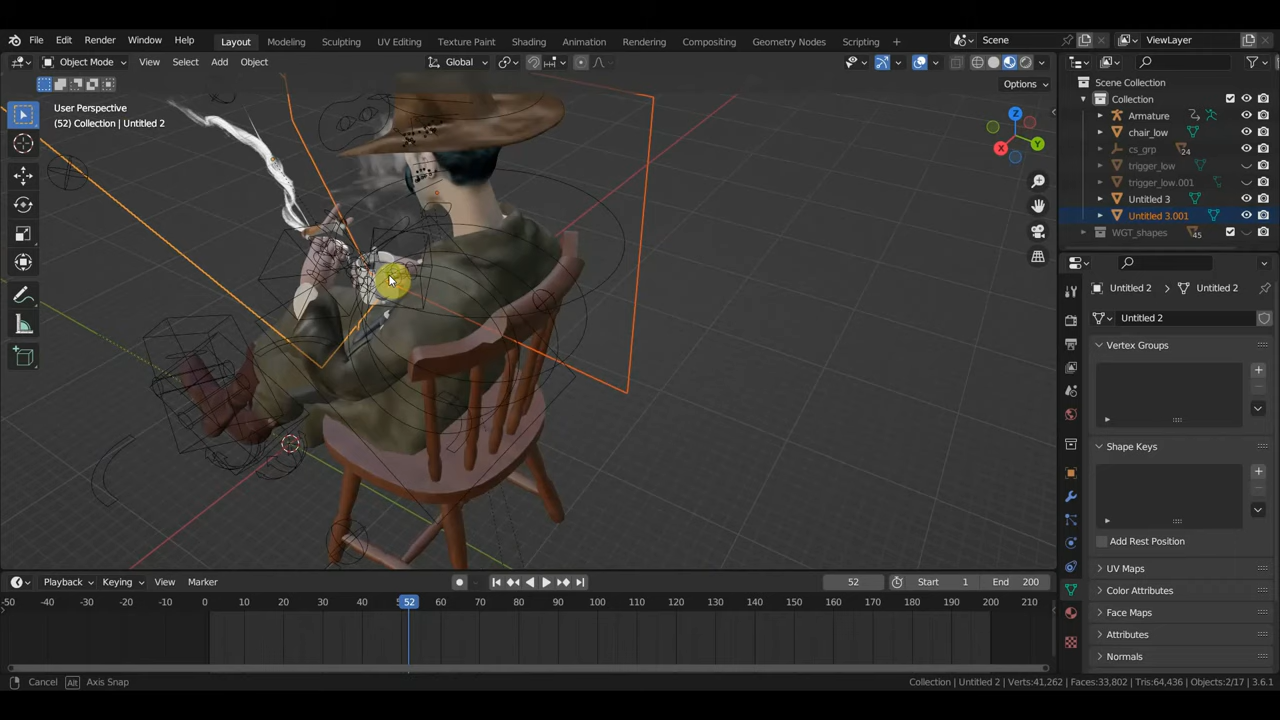 File Edit Render Window Help
Layout Modeling Sculpting UV Editing Texture Paint Shading Animation Rendering Compositing Geometry Nodes Scripting +
Scene ViewLayer
Object Mode View Select Add Object Global
Options
User Perspective
(52) Collection | Untitled 2
X Y Z
Scene Collection
Collection
Armature
chair_low
cs_grp 24
trigger_low
trigger_low.001
Untitled 3
Untitled 3.001
WGT_shapes 45
Untitled 2 > Untitled 2
Untitled 2
Vertex Groups
Shape Keys
Add Rest Position
UV Maps
Color Attributes
Face Maps
Attributes
Normals
Playback Keying View Marker 52 Start 1 End 200
-50 -40 -30 -20 -10 0 10 20 30 40 52 60 70 80 90 100 110 120 130 140 150 160 170 180 190 200 210
Cancel Alt Axis Snap
Collection | Untitled 2 | Verts:41,262 | Faces:33,802 | Tris:64,436 | Objects:2/17 | 3.6.1